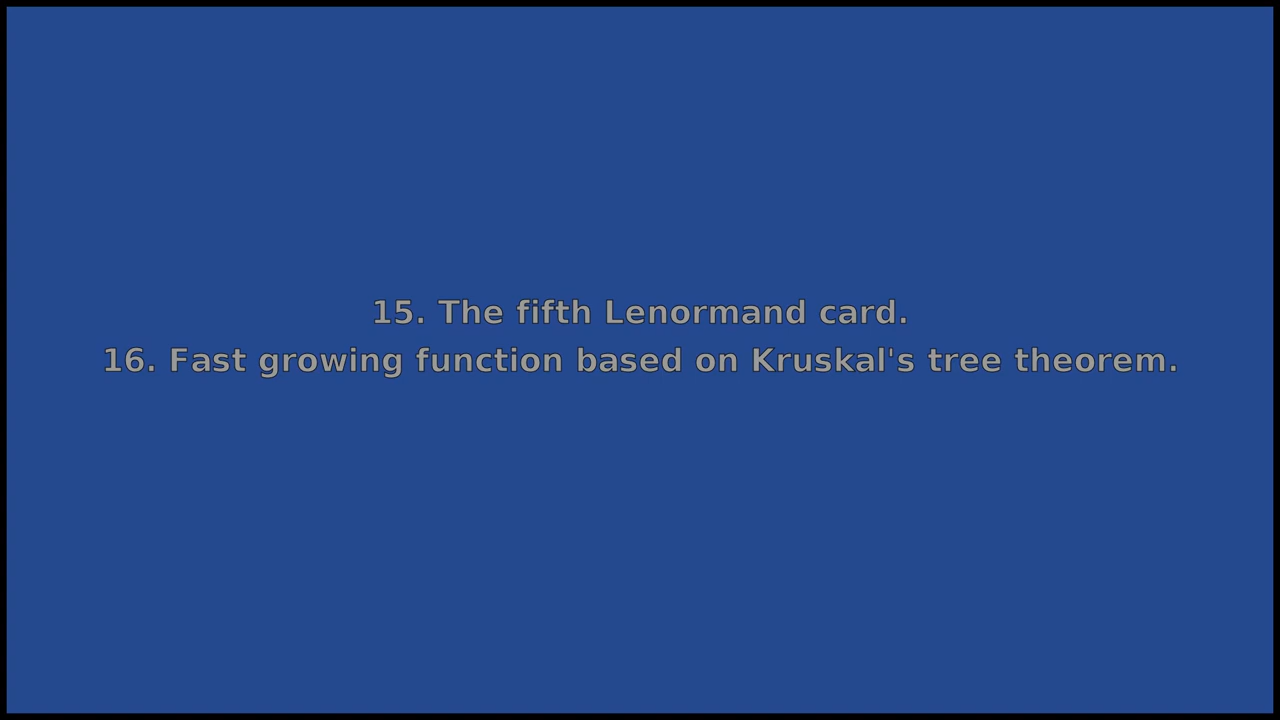 15. The fifth Lenormand card.
16. Fast growing function based on Kruskal's tree theorem.